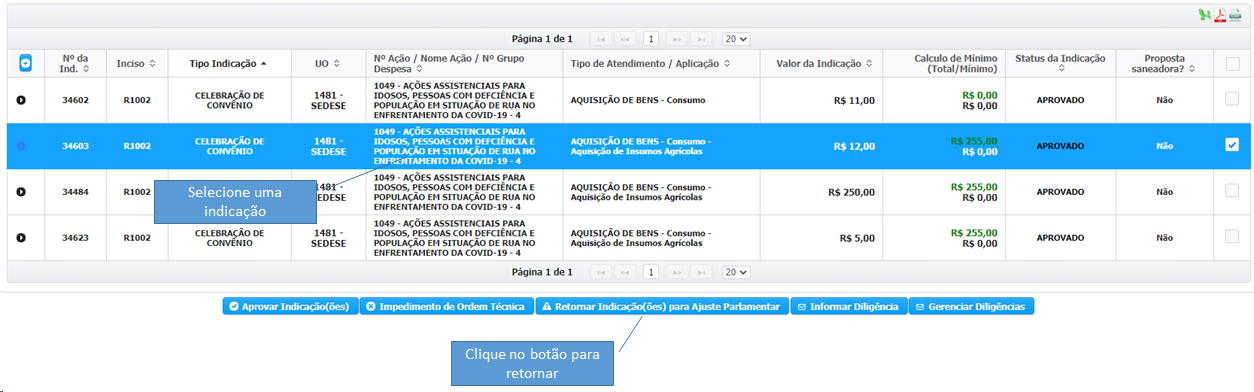 Página 1 de 1 1 20
Nº da Ind. Inciso Tipo Indicação UO Nº Ação / Nome Ação / Nº Grupo Despesa Tipo de Atendimento / Aplicação Valor da Indicação Calculo de Mínimo (Total/Mínimo) Status da Indicação Proposta saneadora?
34602 R1002 CELEBRAÇÃO DE CONVÊNIO 1481 - SEDESE 1049 - AÇÕES ASSISTENCIAIS PARA IDOSOS, PESSOAS COM DEFCIÊNCIA E POPULAÇÃO EM SITUAÇÃO DE RUA NO ENFRENTAMENTO DA COVID-19 - 4 AQUISIÇÃO DE BENS - Consumo R$ 11,00 R$ 0,00 R$ 0,00 APROVADO Não
34603 R1002 CELEBRAÇÃO DE CONVÊNIO 1481 - SEDESE 1049 - AÇÕES ASSISTENCIAIS PARA IDOSOS, PESSOAS COM DEFCIÊNCIA E POPULAÇÃO EM SITUAÇÃO DE RUA NO ENFRENTAMENTO DA COVID-19 - 4 AQUISIÇÃO DE BENS - Consumo - Aquisição de Insumos Agrícolas R$ 12,00 R$ 255,00 R$ 0,00 APROVADO Não
34484 R1002 CELEBRAÇÃO DE 1481 - SEDESE 1049 - AÇÕES ASSISTENCIAIS PARA IDOSOS, PESSOAS COM DEFCIÊNCIA E POPULAÇÃO EM SITUAÇÃO DE RUA NO ENFRENTAMENTO DA COVID-19 - 4 AQUISIÇÃO DE BENS - Consumo - Aquisição de Insumos Agrícolas R$ 250,00 R$ 255,00 R$ 0,00 APROVADO Não
Selecione uma
indicação
34623 R1002 CELEBRAÇÃO DE CONVÊNIO 1481 - SEDESE 1049 - AÇÕES ASSISTENCIAIS PARA IDOSOS, PESSOAS COM DEFCIÊNCIA E POPULAÇÃO EM SITUAÇÃO DE RUA NO ENFRENTAMENTO DA COVID-19 - 4 AQUISIÇÃO DE BENS - Consumo - Aquisição de Insumos Agrícolas R$ 5,00 R$ 255,00 R$ 0,00 APROVADO Não
Página 1 de 1 1 20
Aprovar Indicação(ões) Impedimento de Ordem Técnica Retornar Indicação(ões) para Ajuste Parlamentar Informar Diligência Gerenciar Diligências
Clique no botão para
retornar